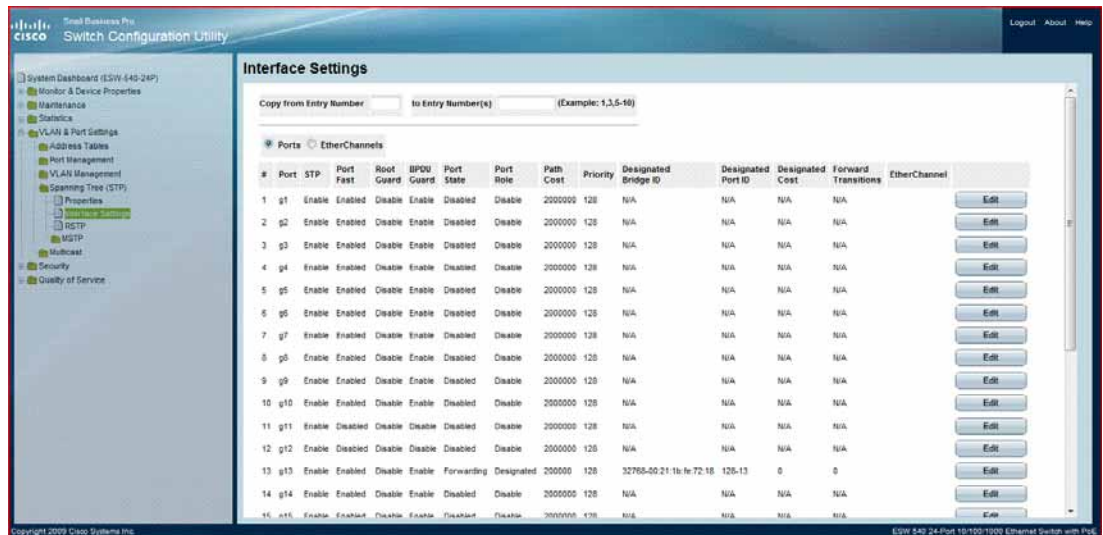 Small Business Pro
cisco Switch Configuration Utility
Logout About Help
System Dashboard (ESW-540-24P)
Monitor & Device Properties
Maintenance
Statistics
VLAN & Port Settings
Address Tables
Port Management
VLAN Management
Spanning Tree (STP)
Properties
Interface Settings
RSTP
MSTP
Multicast
Security
Quality of Service
Interface Settings
Copy from Entry Number to Entry Number(s) (Example: 1,3,5-10)
Ports EtherChannels
# Port STP Port Fast Root Guard BPDU Guard Port State Port Role Path Cost Priority Designated Bridge ID Designated Port ID Designated Cost Forward Transitions EtherChannel
1 g1 Enable Enabled Disable Enable Disabled Disable 2000000 128 N/A N/A N/A N/A Edit
2 g2 Enable Enabled Disable Enable Disabled Disable 2000000 128 N/A N/A N/A N/A Edit
3 g3 Enable Enabled Disable Enable Disabled Disable 2000000 128 N/A N/A N/A N/A Edit
4 g4 Enable Enabled Disable Enable Disabled Disable 2000000 128 N/A N/A N/A N/A Edit
5 g5 Enable Enabled Disable Enable Disabled Disable 2000000 128 N/A N/A N/A N/A Edit
6 g6 Enable Enabled Disable Enable Disabled Disable 2000000 128 N/A N/A N/A N/A Edit
7 g7 Enable Enabled Disable Enable Disabled Disable 2000000 128 N/A N/A N/A N/A Edit
8 g8 Enable Enabled Disable Enable Disabled Disable 2000000 128 N/A N/A N/A N/A Edit
9 g9 Enable Enabled Disable Enable Disabled Disable 2000000 128 N/A N/A N/A N/A Edit
10 g10 Enable Enabled Disable Enable Disabled Disable 2000000 128 N/A N/A N/A N/A Edit
11 g11 Enable Disabled Disable Disable Disabled Disable 2000000 128 N/A N/A N/A N/A Edit
12 g12 Enable Disabled Disable Disable Disabled Disable 2000000 128 N/A N/A N/A N/A Edit
13 g13 Enable Enabled Disable Enable Forwarding Designated 200000 128 32768-00:21:1b:fe:72:18 128-13 0 0 Edit
14 g14 Enable Enabled Disable Enable Disabled Disable 2000000 128 N/A N/A N/A N/A Edit
15 g15 Enable Enabled Disable Enable Disabled Disable 2000000 128 N/A N/A N/A N/A Edit
Copyright 2009 Cisco Systems Inc.
ESW 540 24-Port 10/100/1000 Ethernet Switch with PoE